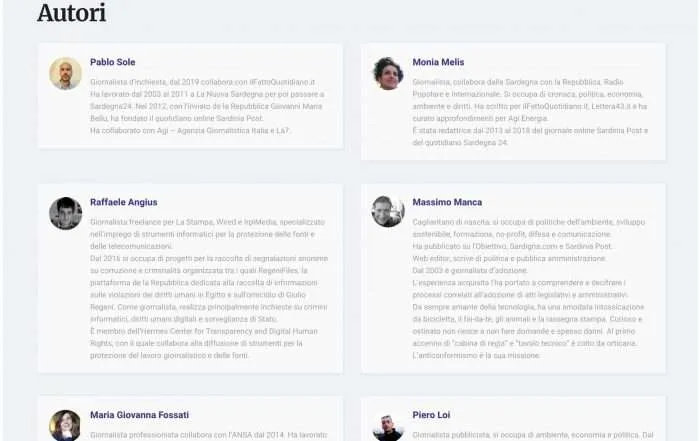 Autori
Pablo Sole
Giornalista d'inchiesta, dal 2019 collabora con ilFattoQuotidiano.it
Ha lavorato dal 2003 al 2011 a La Nuova Sardegna per poi passare a
Sardegna24. Nel 2012, con l'inviato de la Repubblica Giovanni Maria
Bellu, ha fondato il quotidiano online Sardinia Post.
Ha collaborato con Agi – Agenzia Giornalistica Italia e La7.
Monia Melis
Giornalista, collabora dalla Sardegna con la Repubblica, Radio
Popolare e Internazionale. Si occupa di cronaca, politica, economia,
ambiente e diritti. Ha scritto per ilFattoQuotidiano.it, Lettera43.it e ha
curato approfondimenti per Agi Energia.
È stata redattrice dal 2013 al 2018 del giornale online Sardinia Post e
del quotidiano Sardegna 24.
Raffaele Angius
Giornalista freelance per La Stampa, Wired e IrpiMedia, specializzato
nell'impiego di strumenti informatici per la protezione delle fonti e
delle telecomunicazioni.
Dal 2016 si occupa di progetti per la raccolta di segnalazioni anonime
su corruzione e criminalità organizzata tra i quali RegeniFiles, la
piattaforma de la Repubblica dedicata alla raccolta di informazioni
sulle violazioni dei diritti umani in Egitto e sull'omicidio di Giulio
Regeni. Come giornalista, realizza principalmente inchieste su crimini
informatici, diritti umani digitali e sorveglianza di Stato.
È membro dell'Hermes Center for Transparency and Digital Human
Rights, con il quale collabora alla diffusione di strumenti per la
protezione del lavoro giornalistico e delle fonti.
Massimo Manca
Cagliaritano di nascita, si occupa di politiche dell'ambiente, sviluppo
sostenibile, formazione, no-profit, difesa e comunicazione.
Ha pubblicato su l'Obiettivo, Sardegna.com e Sardinia Post.
Web editor, scrive di politica e pubblica amministrazione.
Dal 2003 è giornalista d'adozione.
L'esperienza acquisita l'ha portato a comprendere e decifrare i
processi correlati all'adozione di atti legislativi e amministrativi.
Da sempre amante della tecnologia, ha una smodata intossicazione
da bicicletta, il fai-da-te, gli animali e la rassegna stampa. Curioso e
ostinato non riesce a non fare domande e spesso danni. Al primo
accenno di "cabina di regia" e "tavolo tecnico" è colto da orticaria.
L'anticonformismo è la sua missione.
Maria Giovanna Fossati
Giornalista professionista collabora con l'ANSA dal 2014. Ha lavorato
Piero Loi
Giornalista pubblicista, si occupa di ambiente, economia e politica. Dal